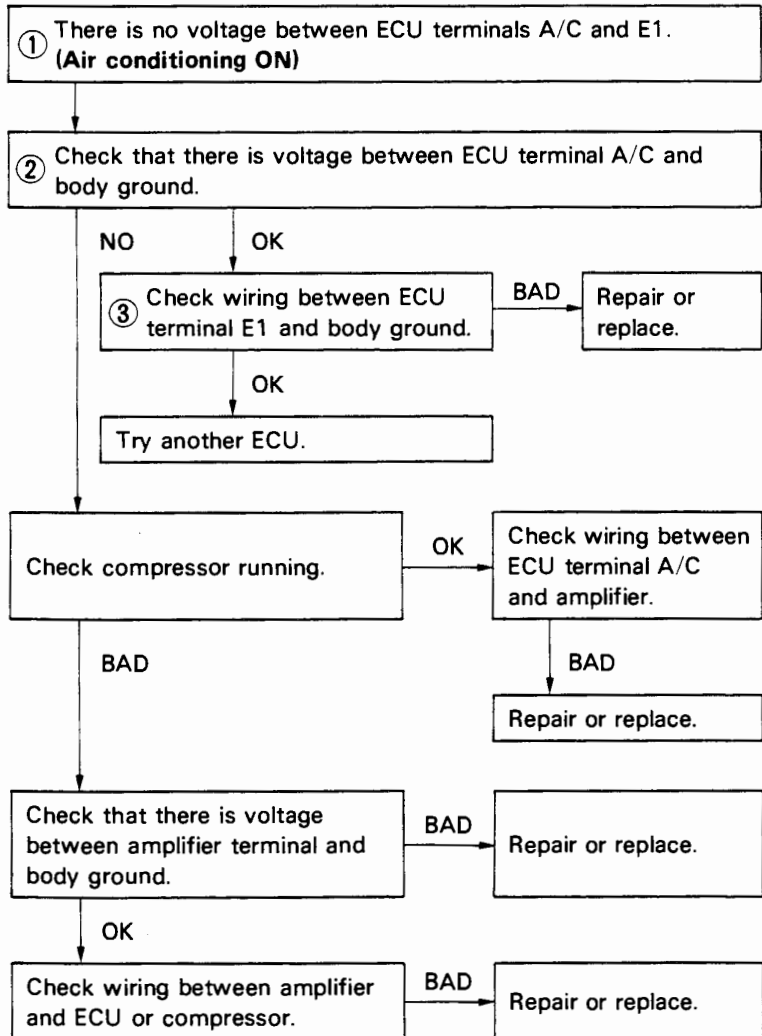 ① There is no voltage between ECU terminals A/C and E1.
(Air conditioning ON)
② Check that there is voltage between ECU terminal A/C and
body ground.
NO
OK
③ Check wiring between ECU
terminal E1 and body ground.
BAD
Repair or
replace.
OK
Try another ECU.
Check compressor running.
OK
Check wiring between
ECU terminal A/C
and amplifier.
BAD
BAD
Repair or replace.
Check that there is voltage
between amplifier terminal and
body ground.
BAD
Repair or replace.
OK
Check wiring between amplifier
and ECU or compressor.
BAD
Repair or replace.